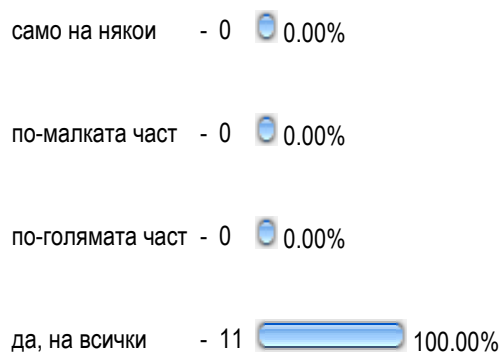 само на някои - 0 0.00%
по-малката част - 0 0.00%
по-голямата част - 0 0.00%
да, на всички - 11 100.00%